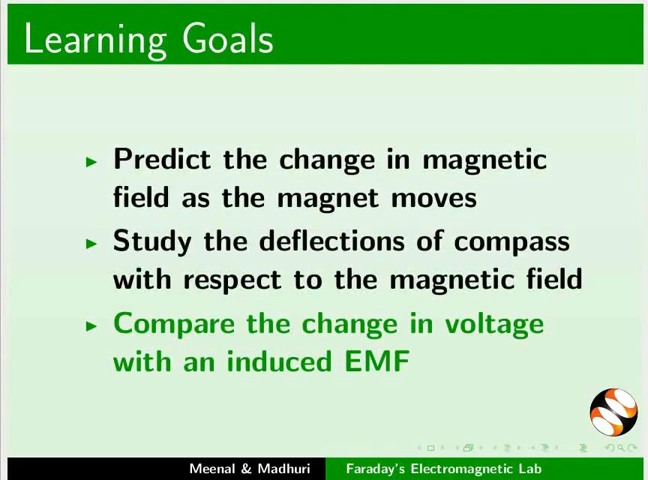 Learning Goals
Predict the change in magnetic
field as the magnet moves
Study the deflections of compass
with respect to the magnetic field
Compare the change in voltage
with an induced EMF
Meenal & Madhuri Faraday's Electromagnetic Lab